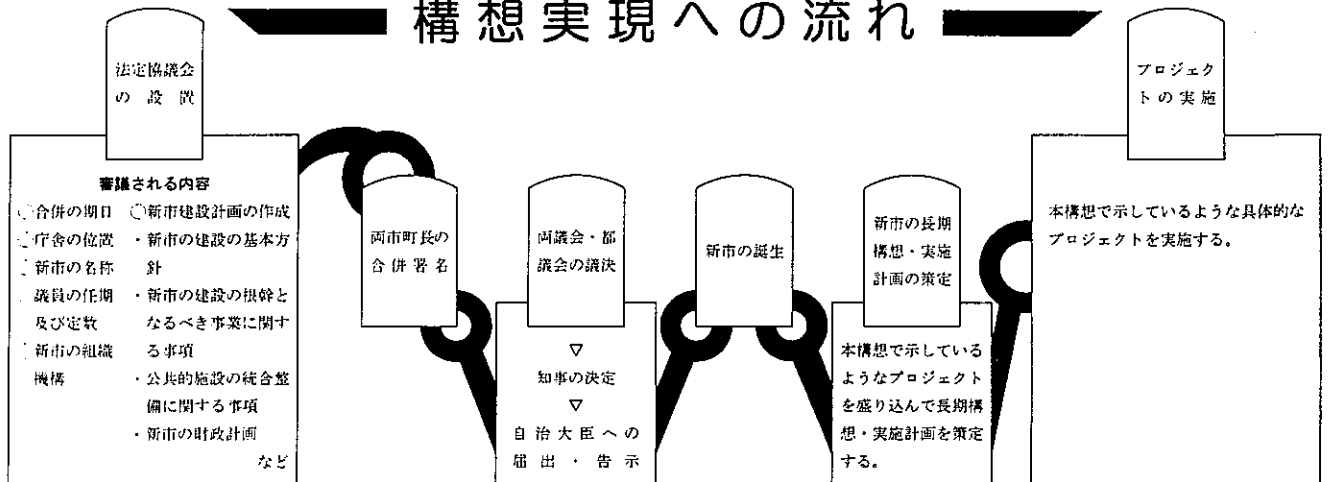 構想実現への流れ
法定協議会
の設置
審議される内容
○合併の期日
○庁舎の位置
○新市の名称
議員の任期
及び定数
○新市の組織
機構
○新市建設計画の作成
・新市の建設の基本方
針
・新市の建設の根幹と
なるべき事業に関す
る事項
・公共的施設の統合整
備に関する事項
・新市の財政計画
など
両市町長の
合併署名
両議会・都
議会の議決
▽
知事の決定
▽
自治大臣への
届出・告示
新市の誕生
新市の長期
構想・実施
計画の策定
本構想で示している
ようなプロジェクト
を盛り込んで長期構
想・実施計画を策定
する。
プロジェク
トの実施
本構想で示しているような具体的な
プロジェクトを実施する。